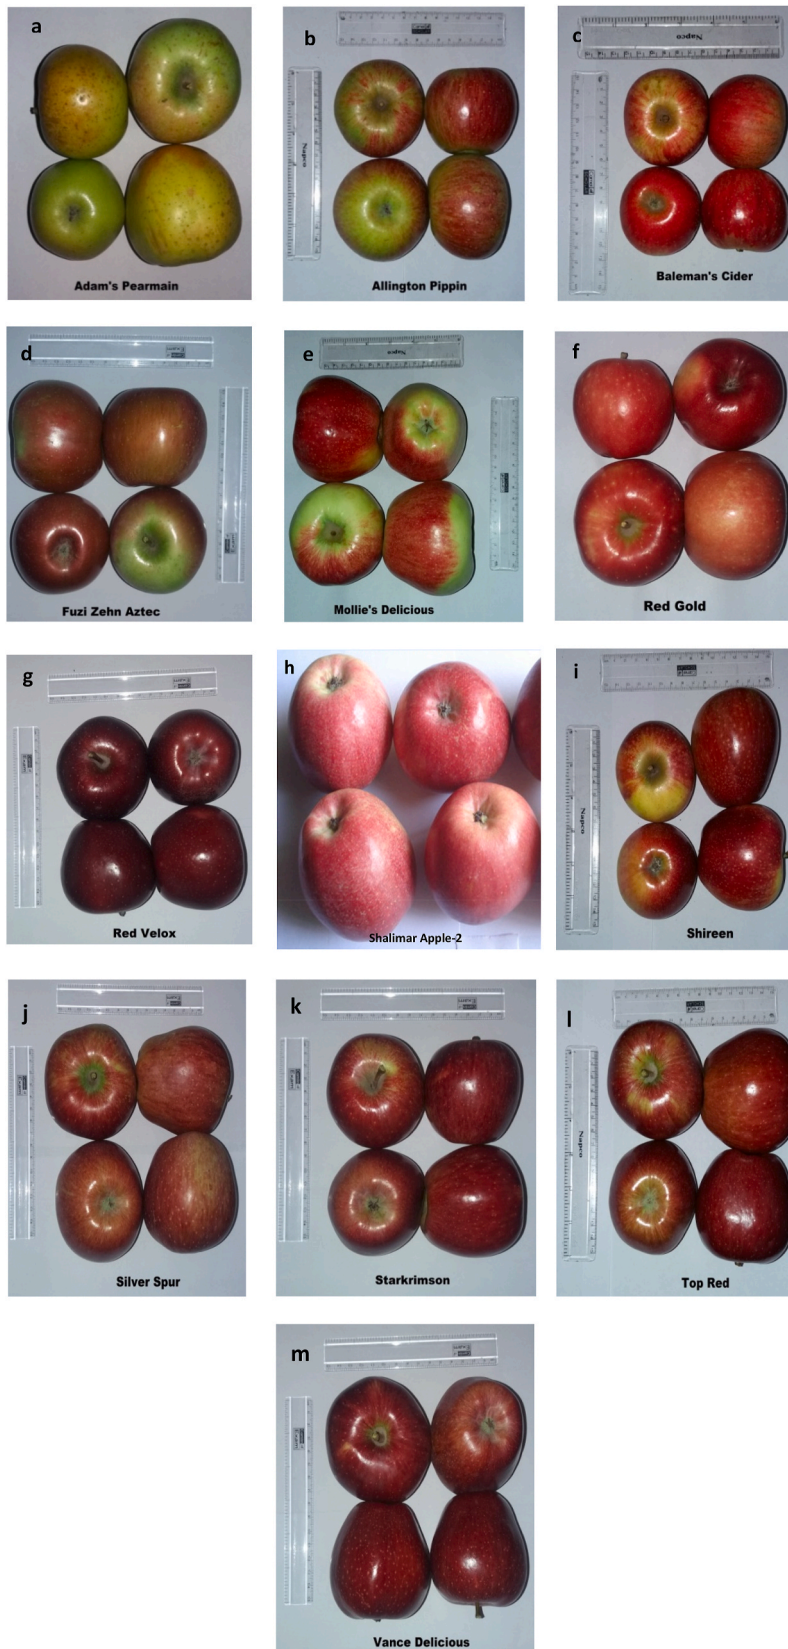 a
Adam's Pearmain
b
Napco
Allington Pippin
c
Napco
Baleman's Cider
d
Fuzi Zehn Aztec
e
Napco
Mollie's Delicious
f
Red Gold
g
Red Velox
h
Shalimar Apple-2
i
Napco
Shireen
j
Silver Spur
k
Starkrimson
l
Napco
Top Red
m
Vance Delicious